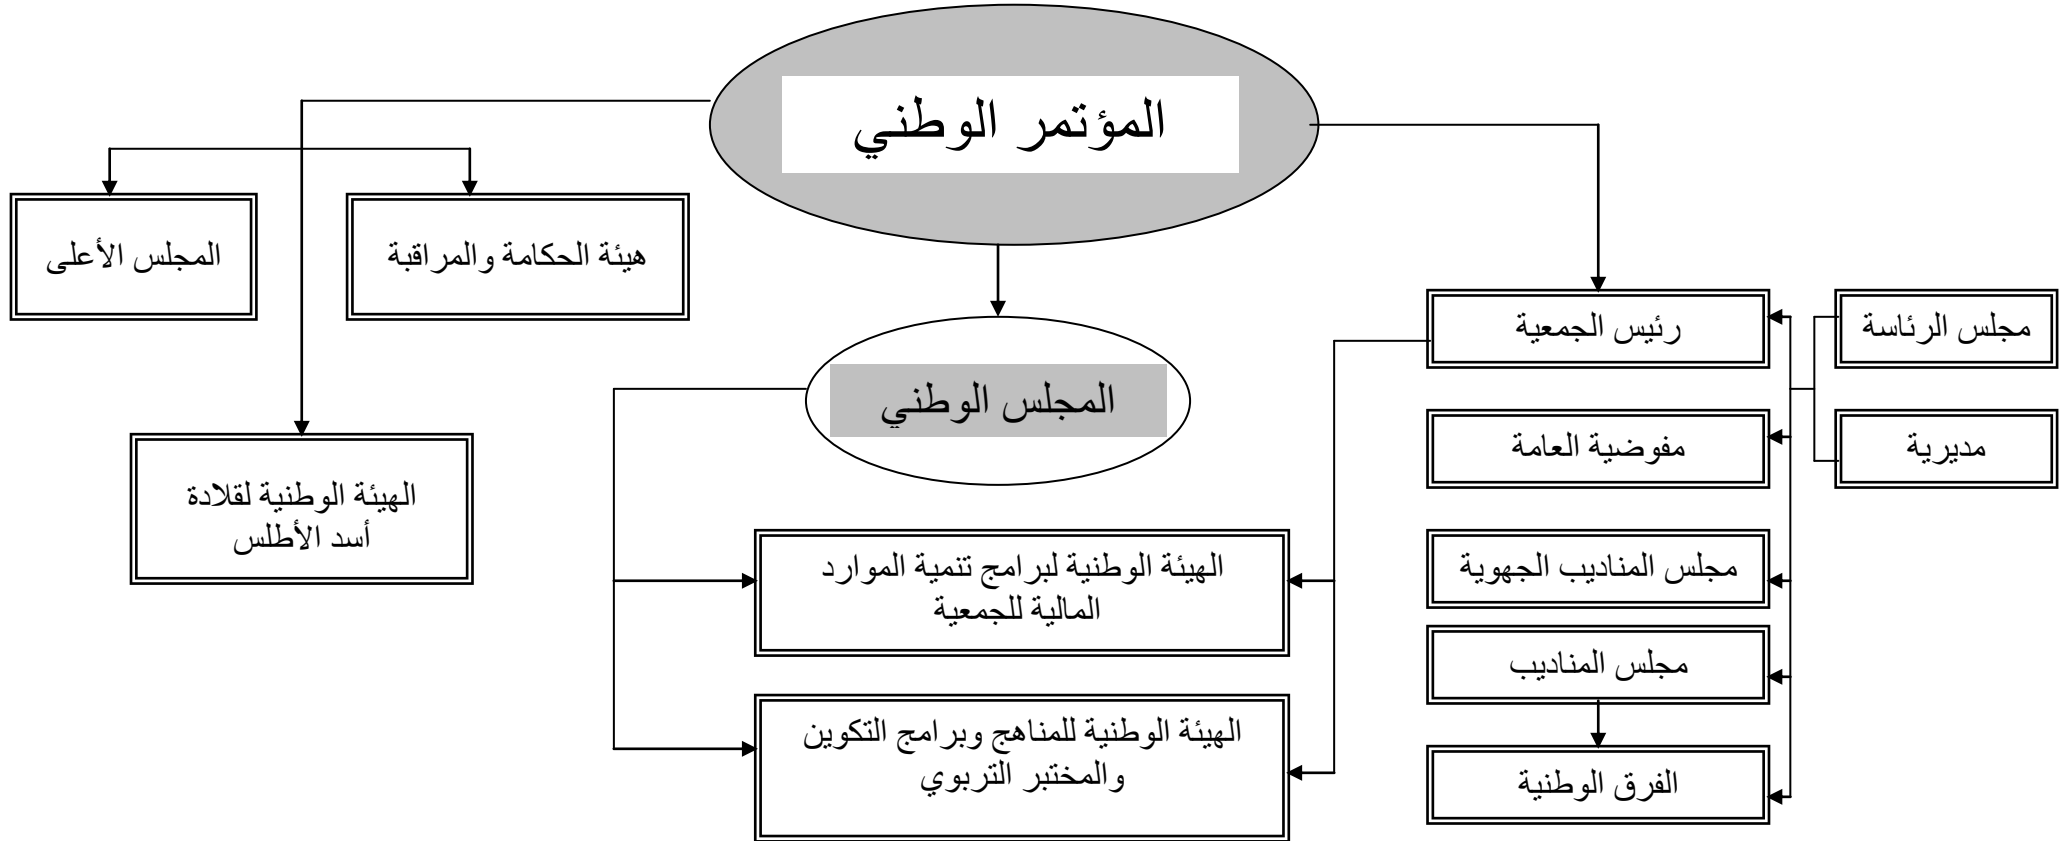 المؤتمر الوطني
هيئة الحكامة والمراقبة
المجلس الأعلى
رئيس الجمعية
مجلس الرئاسة
المجلس الوطني
مفوضية العامة
مديرية
الهيئة الوطنية لقلادة
أسد الأطلس
مجلس المناديب الجهوية
الهيئة الوطنية لبرامج تنمية الموارد
المالية للجمعية
مجلس المناديب
الهيئة الوطنية للمناهج وبرامج التكوين
والمختبر التربوي
الفرق الوطنية